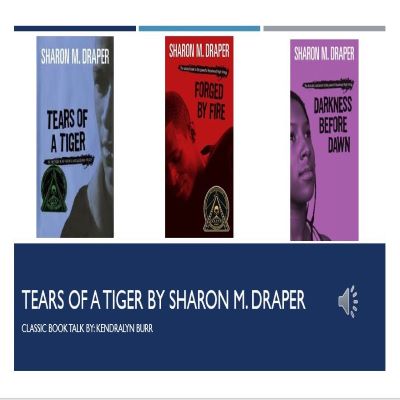 SHARON M. DRAPER
TEARS OF
A TIGER
SHARON M. DRAPER
FORGED
BY FIRE
SHARON M. DRAPER
DARKNESS
BEFORE
DAWN
TEARS OF A TIGER BY SHARON M. DRAPER
CLASSIC BOOK TALK BY: KENDRALYN BURR